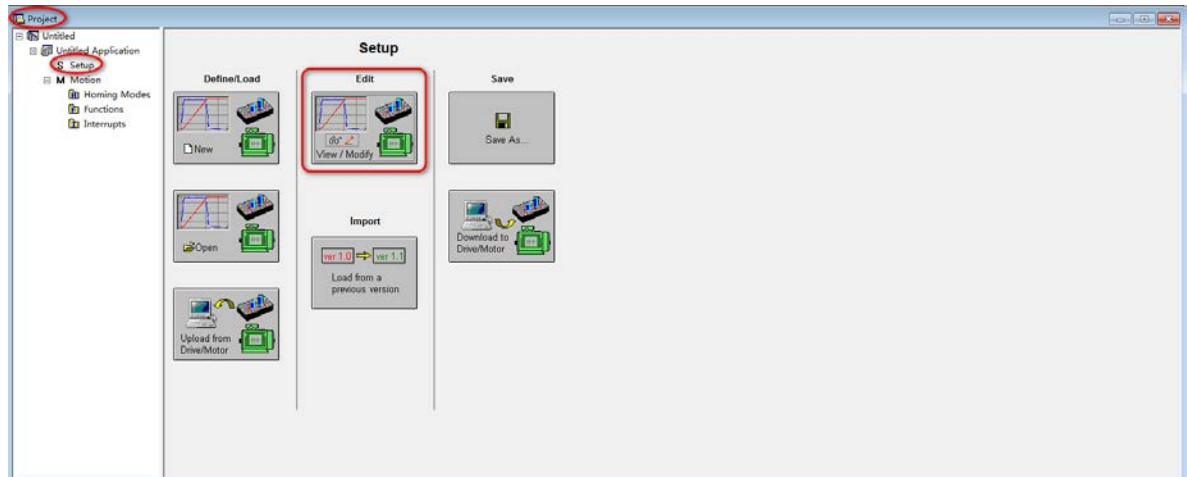 Project
Untitled
Untitled Application
S Setup
M Motion
Homing Modes
Functions
Interrupts
Setup
Define/Load
New
Open
Upload from
Drive/Motor
Edit
View / Modify
Import
ver 1.0 ver 1.1
Load from a
previous version
Save
Save As...
Download to
Drive/Motor